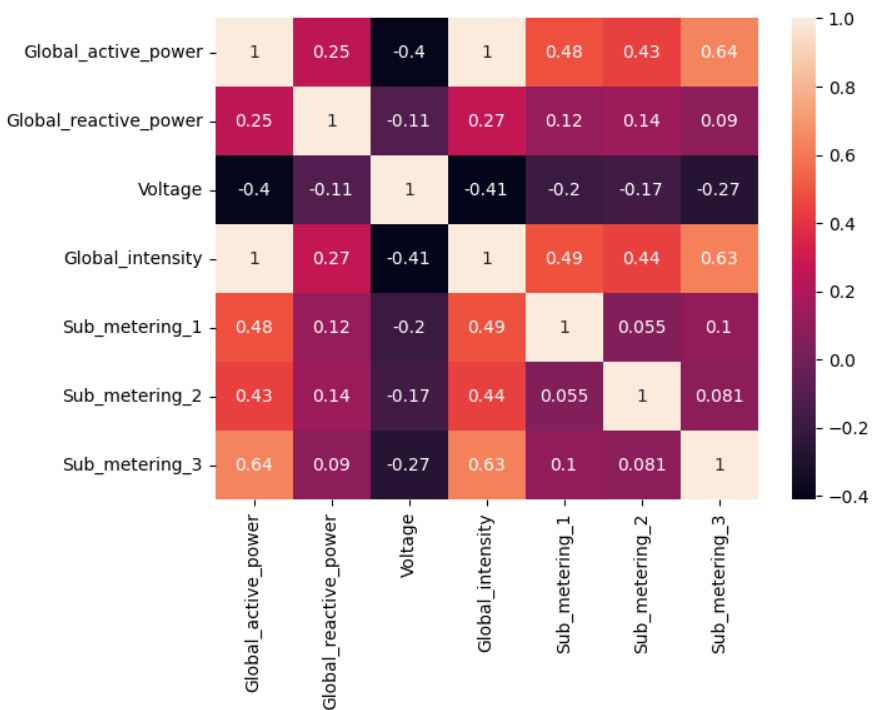 Global_active_power 1 0.25 -0.4 1 0.48 0.43 0.64
Global_reactive_power 0.25 1 -0.11 0.27 0.12 0.14 0.09
Voltage -0.4 -0.11 1 -0.41 -0.2 -0.17 -0.27
Global_intensity 1 0.27 -0.41 1 0.49 0.44 0.63
Sub_metering_1 0.48 0.12 -0.2 0.49 1 0.055 0.1
Sub_metering_2 0.43 0.14 -0.17 0.44 0.055 1 0.081
Sub_metering_3 0.64 0.09 -0.27 0.63 0.1 0.081 1
Global_active_power
Global_reactive_power
Voltage
Global_intensity
Sub_metering_1
Sub_metering_2
Sub_metering_3
1.0
0.8
0.6
0.4
0.2
0.0
−0.2
−0.4